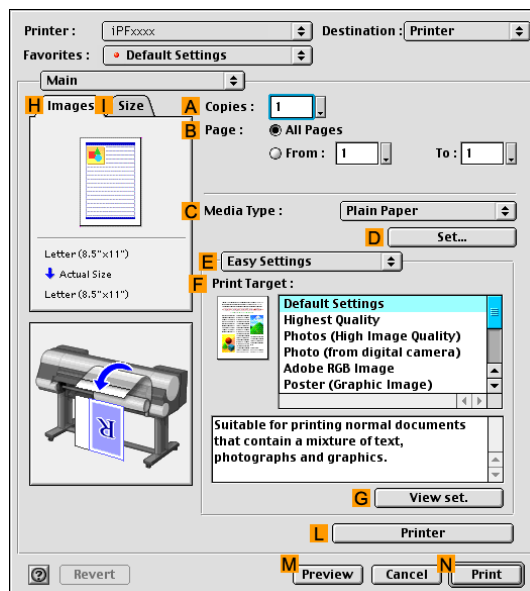 Printer : iPFxxxx Destination : Printer
Favorites : Default Settings
Main
H Images I Size
A Copies : 1
B Page : All Pages
From : 1 To : 1
C Media Type : Plain Paper
D Set...
E Easy Settings
F Print Target :
Default Settings
Highest Quality
Photos (High Image Quality)
Photo (from digital camera)
Adobe RGB Image
Poster (Graphic Image)
Letter (8.5"x11")
Actual Size
Letter (8.5"x11")
R
Suitable for printing normal documents
that contain a mixture of text,
photographs and graphics.
G View set.
L Printer
? Revert M Preview Cancel N Print